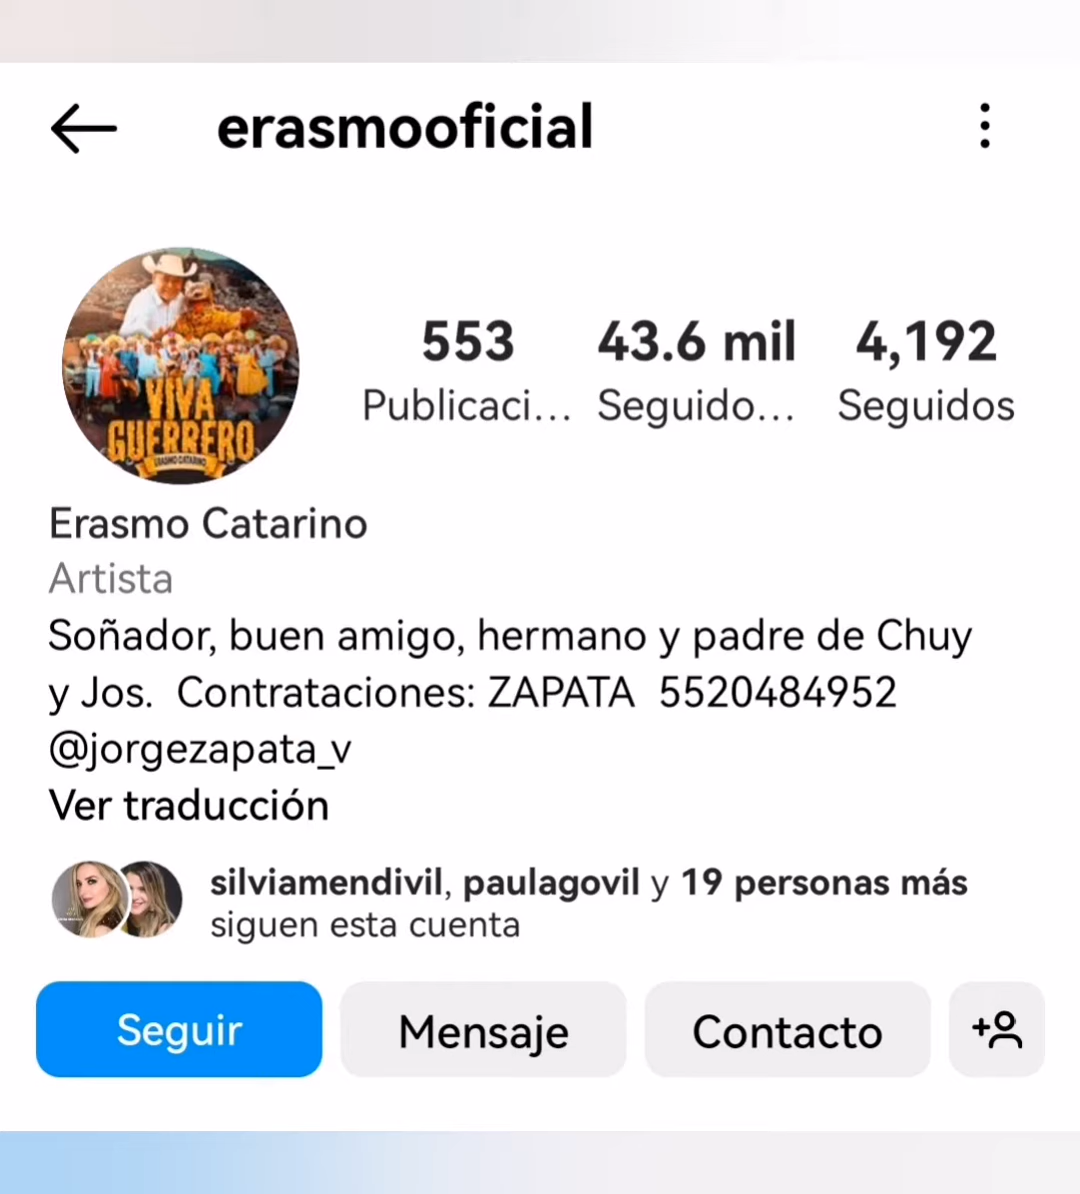 erasmooficial
553 43.6 mil 4,192
Publicaci... Seguido... Seguidos
VIVA
GUERRERO
ERASMO CATARINO
Erasmo Catarino
Artista
Soñador, buen amigo, hermano y padre de Chuy
y Jos. Contrataciones: ZAPATA 5520484952
@jorgezapata_v
Ver traducción
silviamendivil, paulagovil y 19 personas más
siguen esta cuenta
Seguir Mensaje Contacto